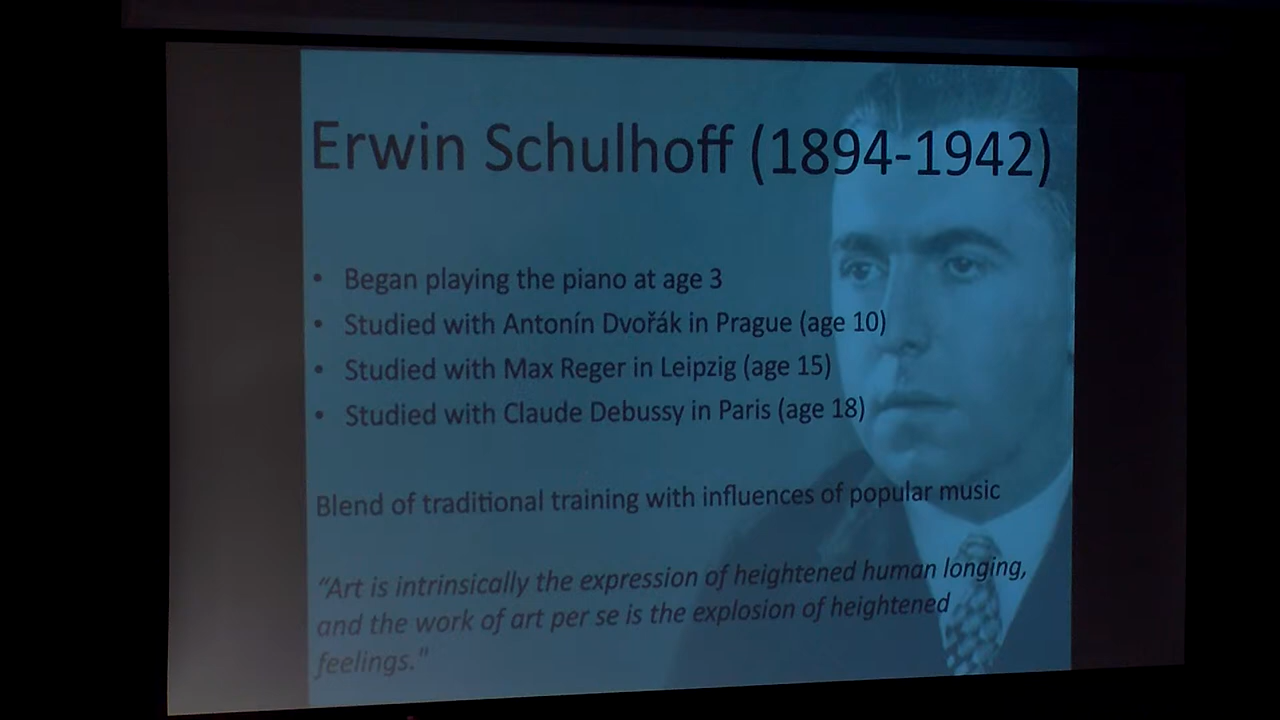 Erwin Schulhoff (1894-1942)
• Began playing the piano at age 3
• Studied with Antonín Dvořák in Prague (age 10)
• Studied with Max Reger in Leipzig (age 15)
• Studied with Claude Debussy in Paris (age 18)
Blend of traditional training with influences of popular music
“Art is intrinsically the expression of heightened human longing,
and the work of art per se is the explosion of heightened
feelings."